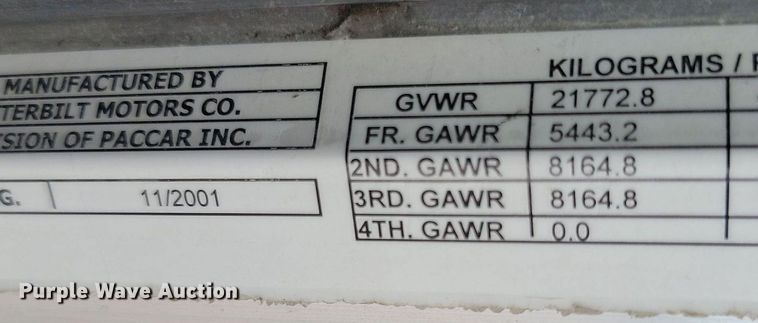 MANUFACTURED BY
TERBILT MOTORS CO.
SION OF PACCAR INC.
G. 11/2001
KILOGRAMS /
GVWR 21772.8
FR. GAWR 5443.2
2ND. GAWR 8164.8
3RD. GAWR 8164.8
4TH. GAWR 0.0
Purple Wave Auction